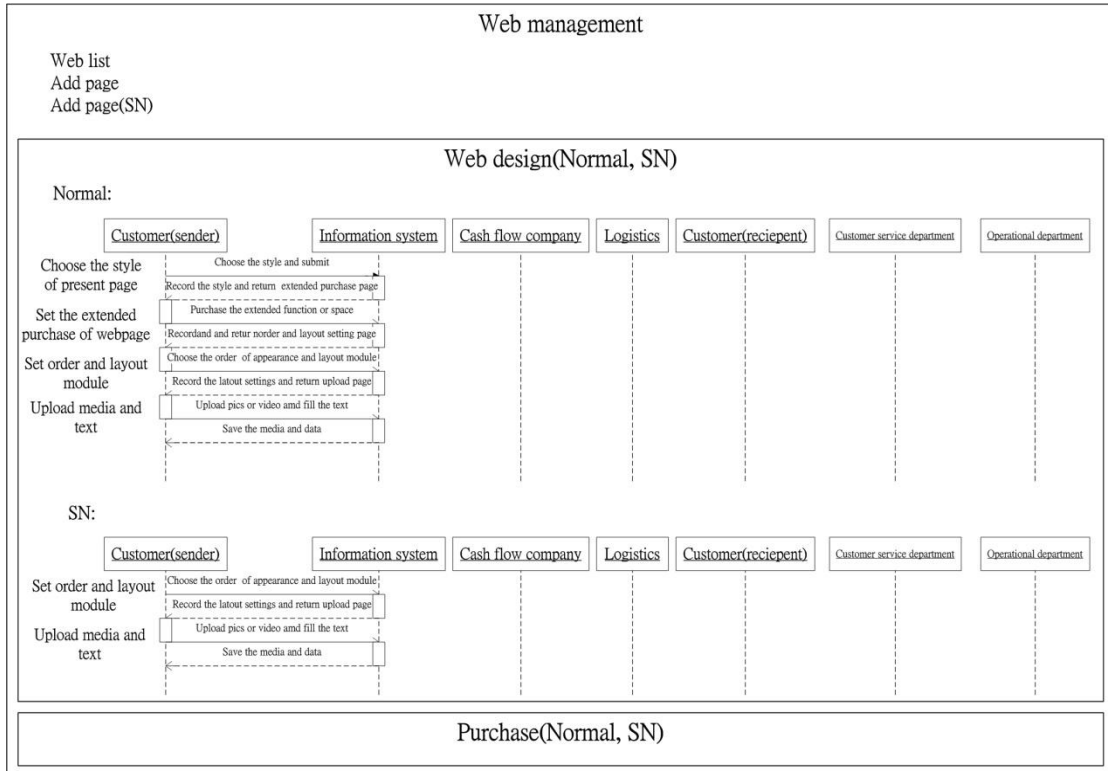 Web management
Web list
Add page
Add page(SN)
Web design(Normal, SN)
Normal:
Customer(sender)
Information system
Cash flow company
Logistics
Customer(reciepent)
Customer service department
Operational department
Choose the style
of present page
Choose the style and submit
Record the style and return extended purchase page
Set the extended
purchase of webpage
Purchase the extended function or space
Recordand and retur norder and layout setting page
Set order and layout
module
Choose the order of appearance and layout module
Record the latout settings and return upload page
Upload media and
text
Upload pics or video amd fill the text
Save the media and data
SN:
Customer(sender)
Information system
Cash flow company
Logistics
Customer(reciepent)
Customer service department
Operational department
Set order and layout
module
Choose the order of appearance and layout module
Record the latout settings and return upload page
Upload media and
text
Upload pics or video amd fill the text
Save the media and data
Purchase(Normal, SN)